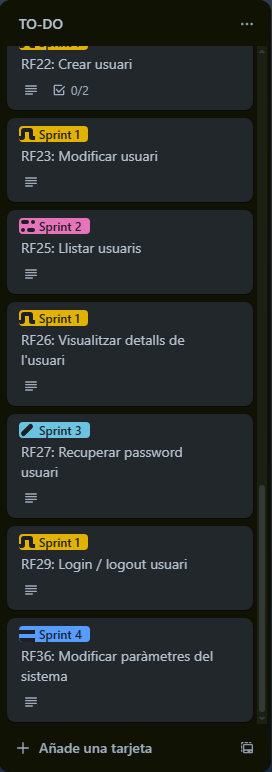 TO-DO
Sprint 1
RF22: Crear usuari
0/2
Sprint 1
RF23: Modificar usuari
Sprint 2
RF25: Llistar usuaris
Sprint 1
RF26: Visualitzar detalls de
l'usuari
Sprint 3
RF27: Recuperar password
usuari
Sprint 1
RF29: Login / logout usuari
Sprint 4
RF36: Modificar paràmetres del
sistema
Añade una tarjeta